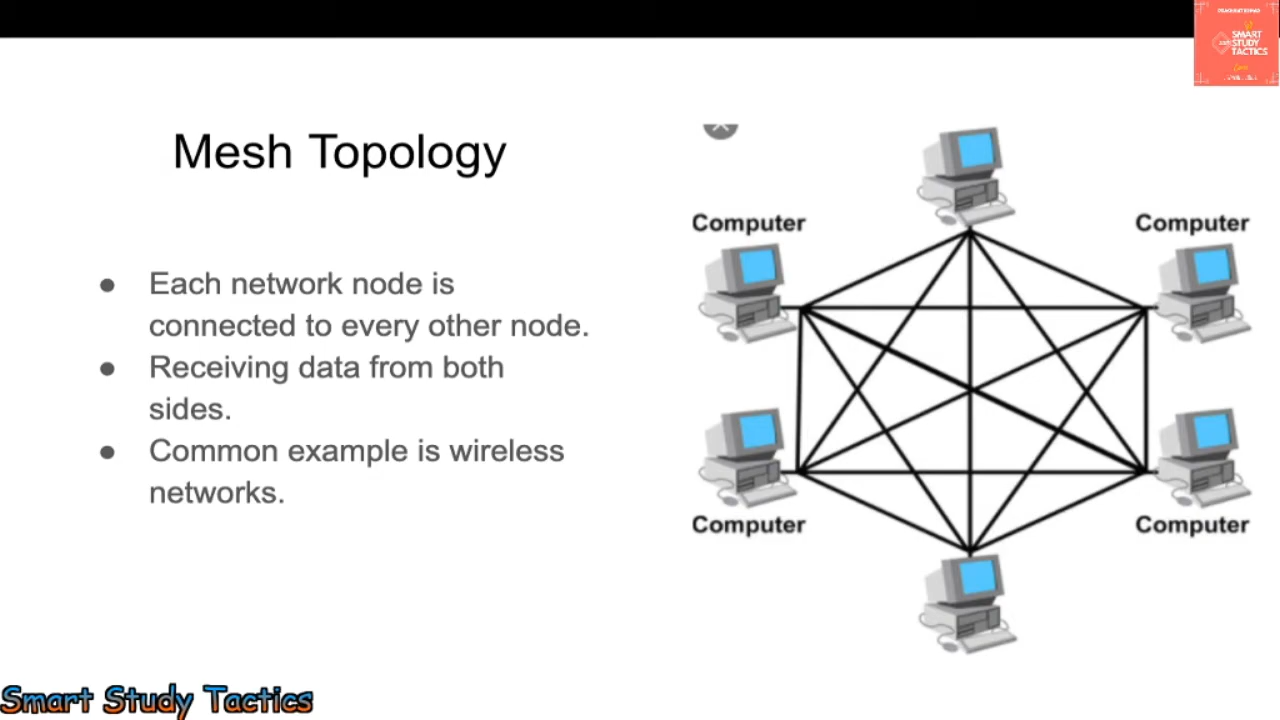 SMART
STUDY
TACTICS
Mesh Topology
Computer
Computer
● Each network node is
connected to every other node.
● Receiving data from both
sides.
● Common example is wireless
networks.
Computer
Computer
Smart Study Tactics